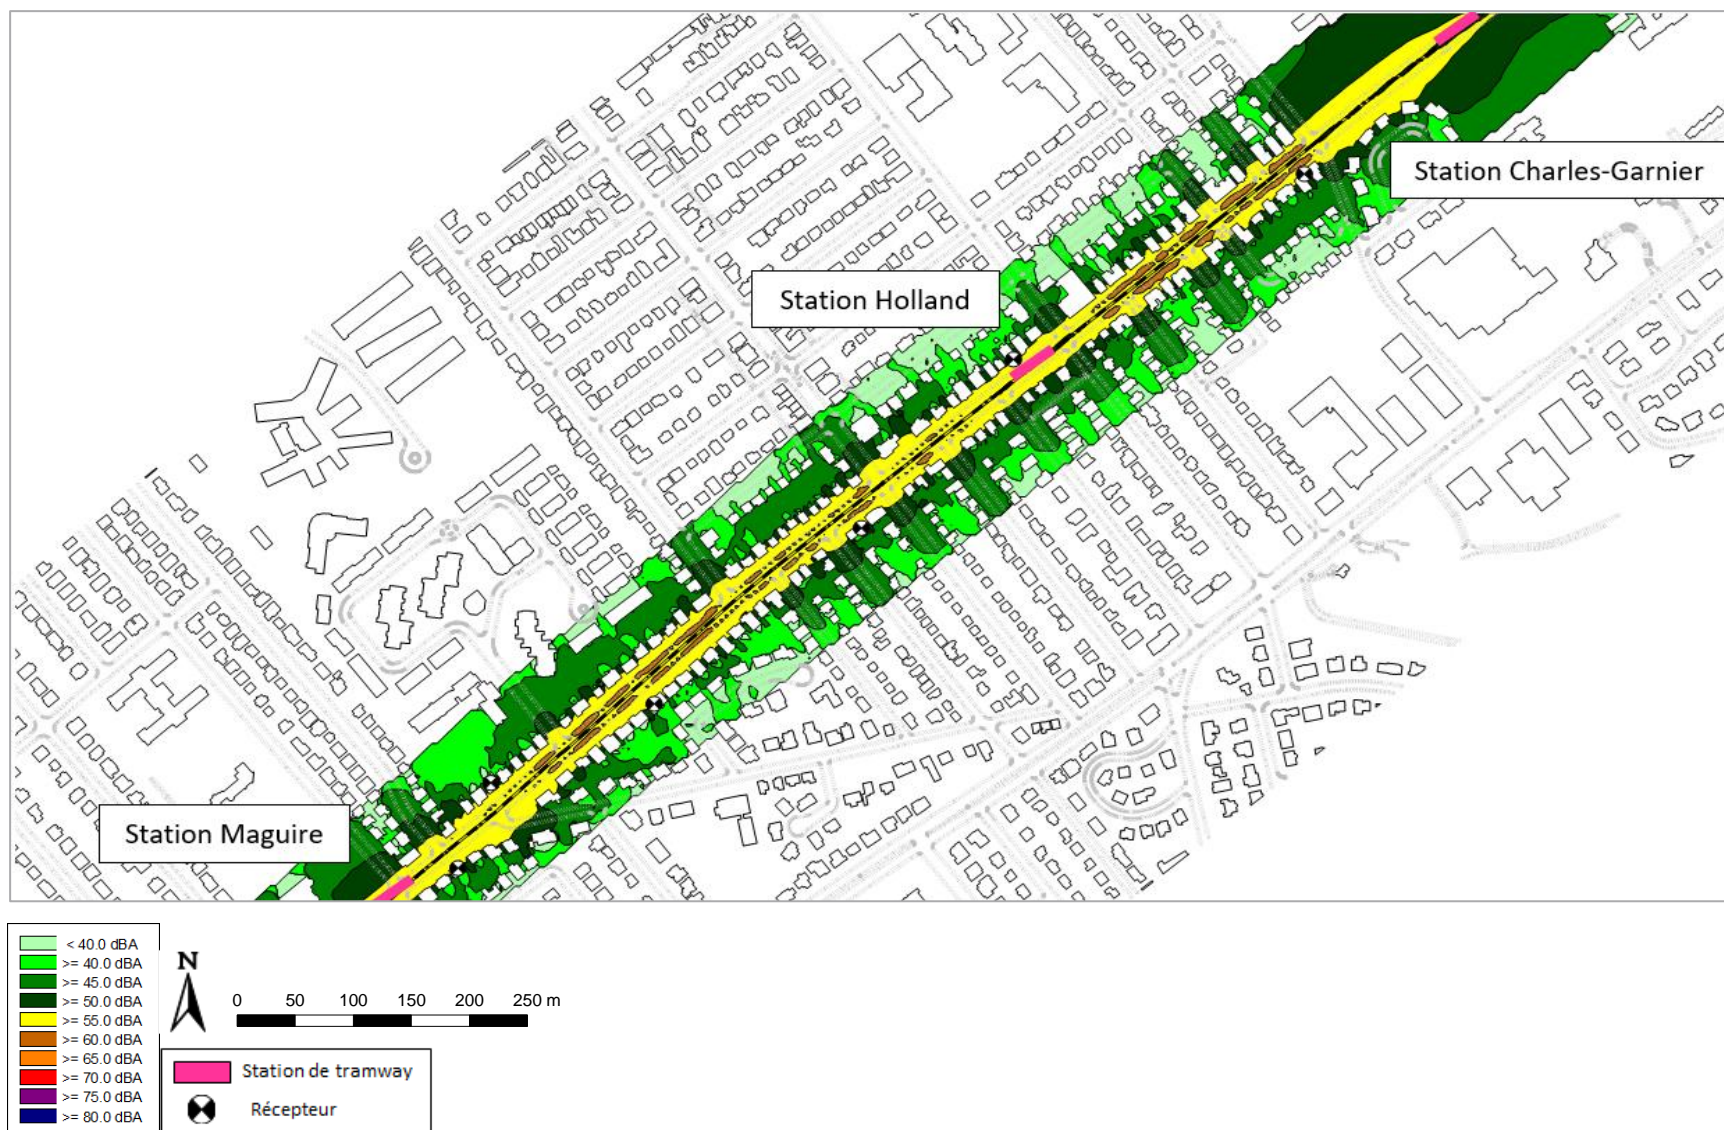 Station Charles-Garnier
Station Holland
Station Maguire
< 40.0 dBA
>= 40.0 dBA
>= 45.0 dBA
>= 50.0 dBA
>= 55.0 dBA
>= 60.0 dBA
>= 65.0 dBA
>= 70.0 dBA
>= 75.0 dBA
>= 80.0 dBA
N
0 50 100 150 200 250 m
Station de tramway
Récepteur